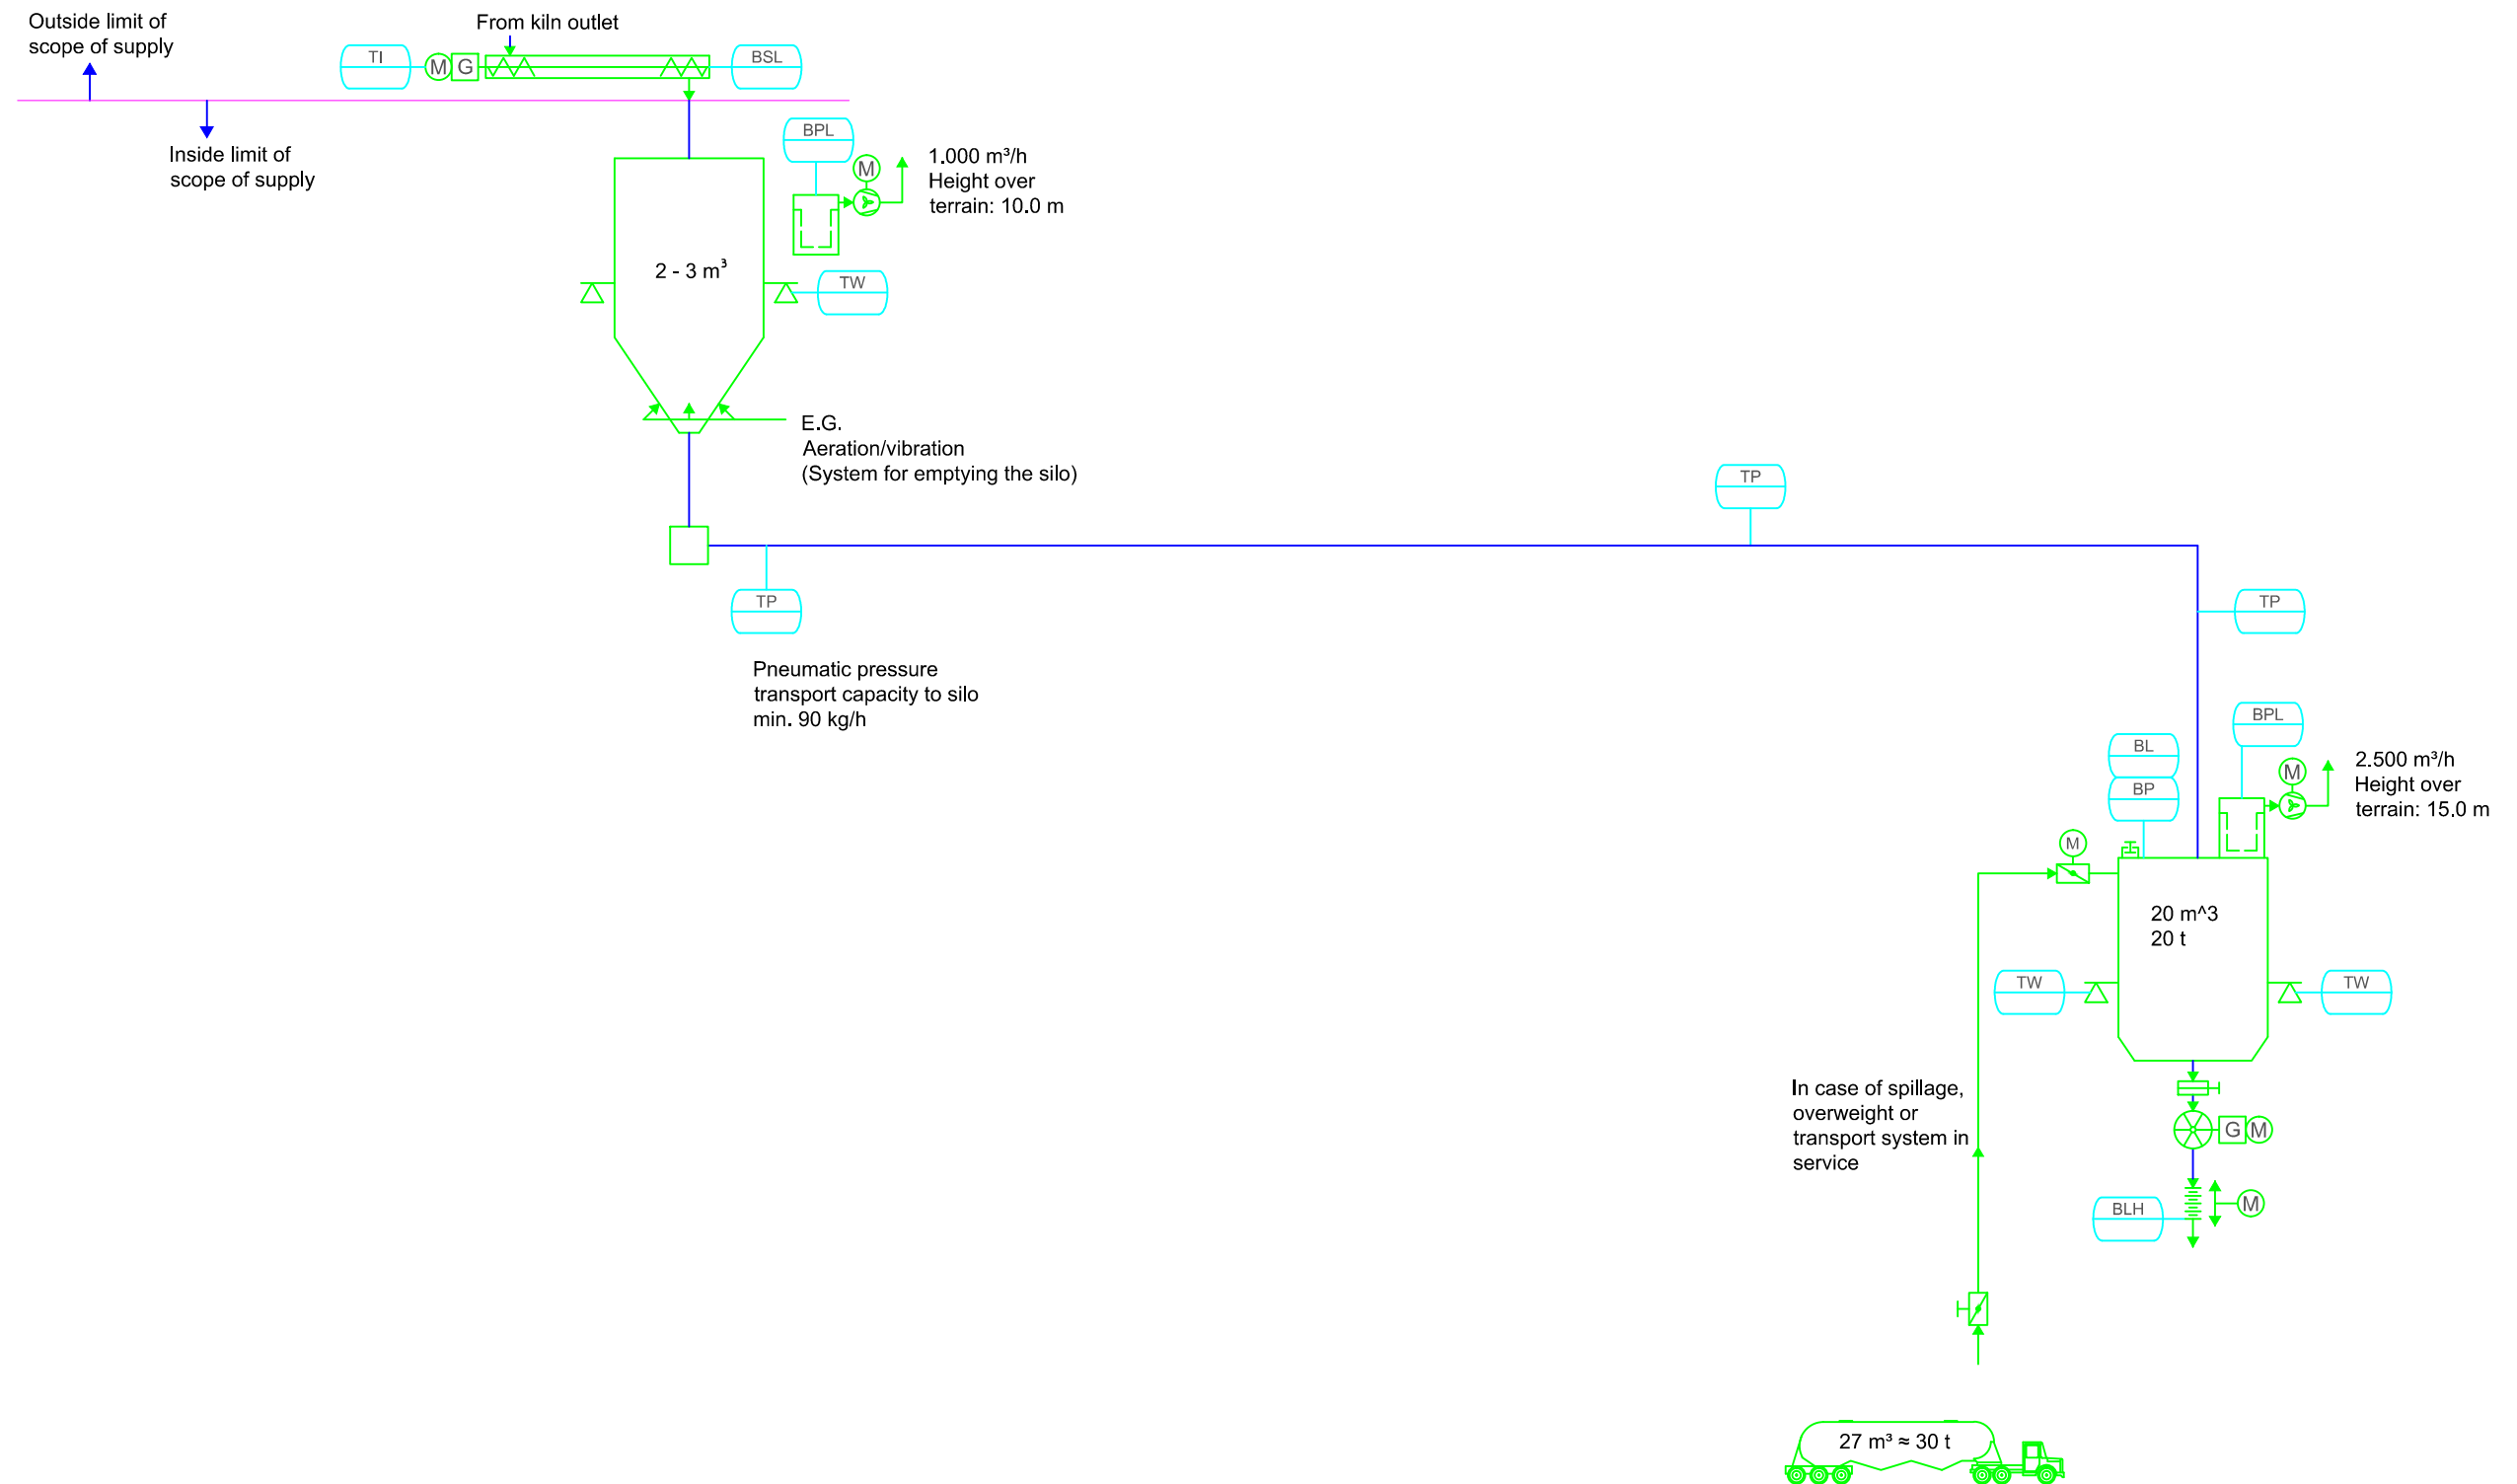 Outside limit of
scope of supply
From kiln outlet
TI
M
G
BSL
Inside limit of
scope of supply
BPL
M
1.000 m³/h
Height over
terrain: 10.0 m
2 - 3 m³
TW
E.G.
Aeration/vibration
(System for emptying the silo)
TP
TP
TP
Pneumatic pressure
transport capacity to silo
min. 90 kg/h
BPL
BL
BP
M
2.500 m³/h
Height over
terrain: 15.0 m
M
20 m^3
20 t
TW
TW
In case of spillage,
overweight or
transport system in
service
G
M
BLH
M
27 m³ ≈ 30 t